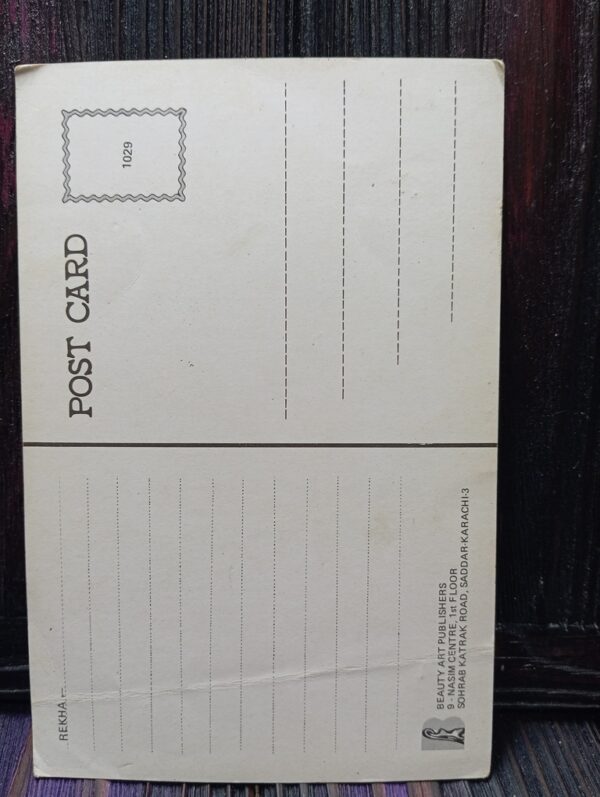 1029
POST CARD
REKHA
BEAUTY ART PUBLISHERS
9 - NASIM CENTRE, 1st FLOOR
SOHRAB KATRAK ROAD, SADDAR-KARACHI-3